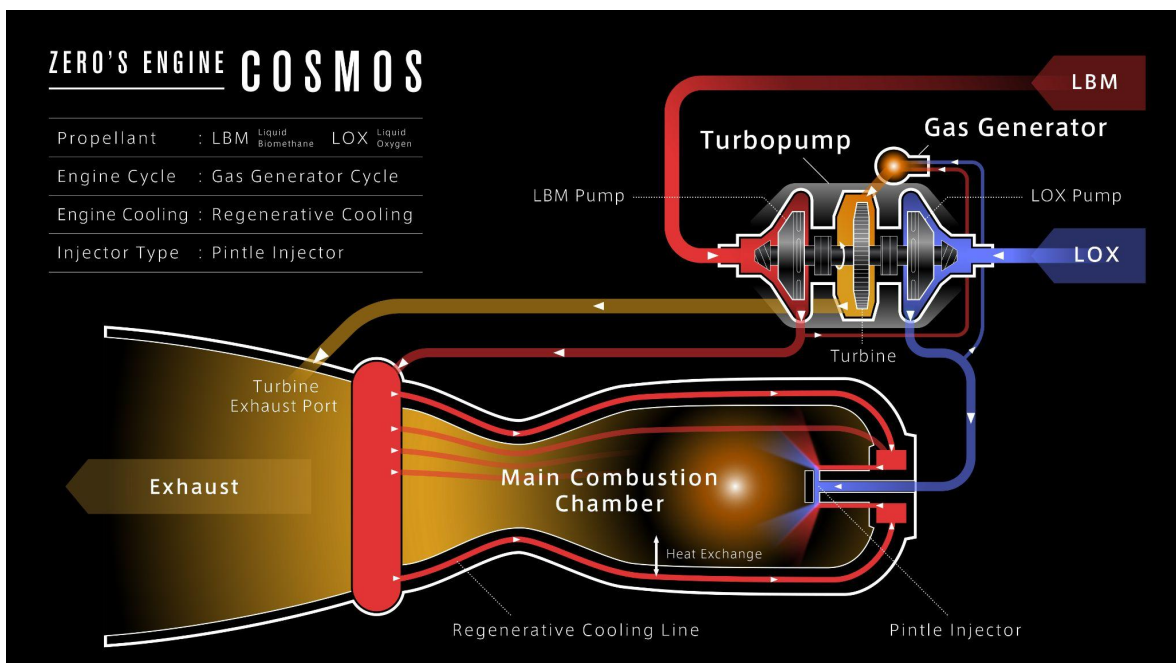 ZERO'S ENGINE COSMOS
Propellant : LBM Liquid Biomethane LOX Liquid Oxygen
Engine Cycle : Gas Generator Cycle
Engine Cooling : Regenerative Cooling
Injector Type : Pintle Injector
LBM
Gas Generator
Turbopump
LBM Pump
LOX Pump
LOX
Turbine
Turbine
Exhaust Port
Exhaust
Main Combustion
Chamber
Heat Exchange
Regenerative Cooling Line
Pintle Injector